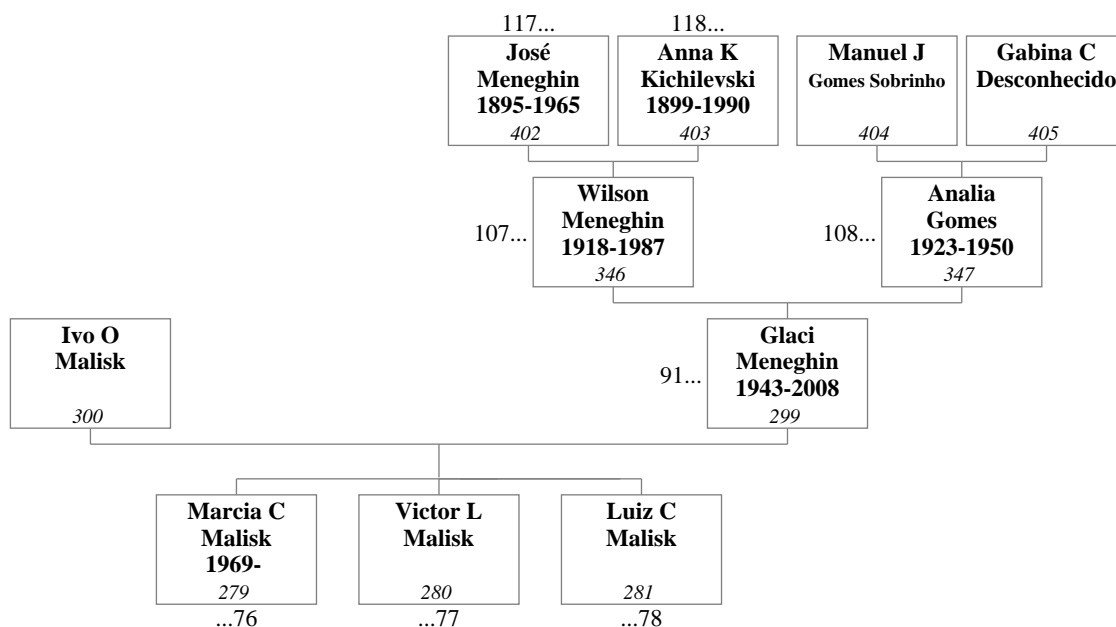 117...
118...
José
Meneghin
1895-1965
402
Anna K
Kichilevski
1899-1990
403
Manuel J
Gomes Sobrinho
404
Gabina C
Desconhecido
405
107...
Wilson
Meneghin
1918-1987
346
108...
Analia
Gomes
1923-1950
347
Ivo O
Malisk
300
91...
Glaci
Meneghin
1943-2008
299
Marcia C
Malisk
1969-
279
...76
Victor L
Malisk
280
...77
Luiz C
Malisk
281
...78